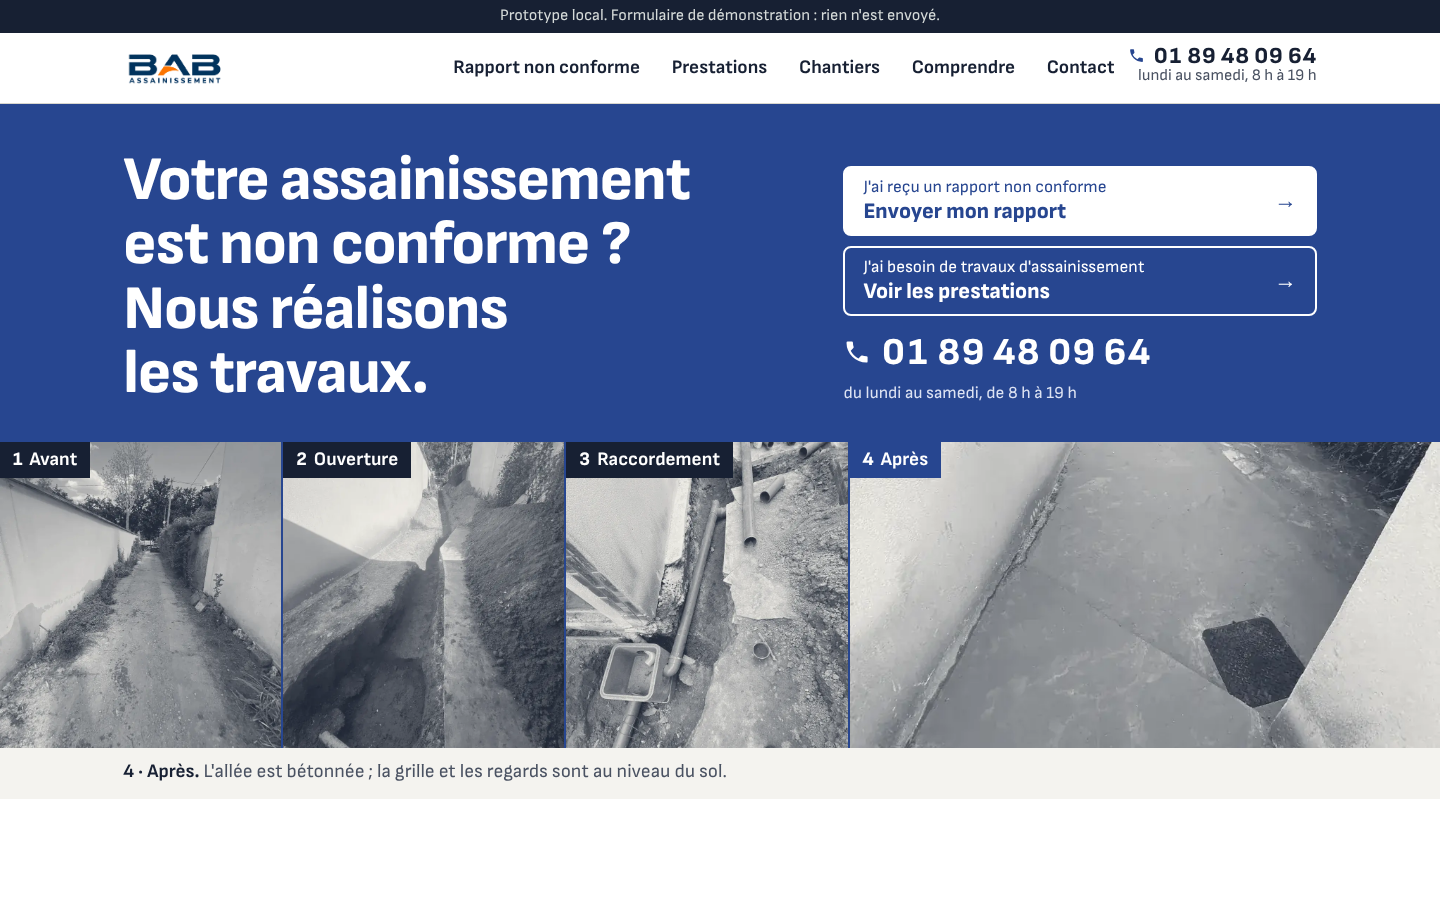 Prototype local. Formulaire de démonstration : rien n'est envoyé.
BAB
ASSAINISSEMENT
Rapport non conforme
Prestations
Chantiers
Comprendre
Contact
01 89 48 09 64
lundi au samedi, 8 h à 19 h
Votre assainissement
est non conforme ?
Nous réalisons
les travaux.
J'ai reçu un rapport non conforme
Envoyer mon rapport →
J'ai besoin de travaux d'assainissement
Voir les prestations →
01 89 48 09 64
du lundi au samedi, de 8 h à 19 h
1 Avant
2 Ouverture
3 Raccordement
4 Après
4 · Après. L'allée est bétonnée ; la grille et les regards sont au niveau du sol.